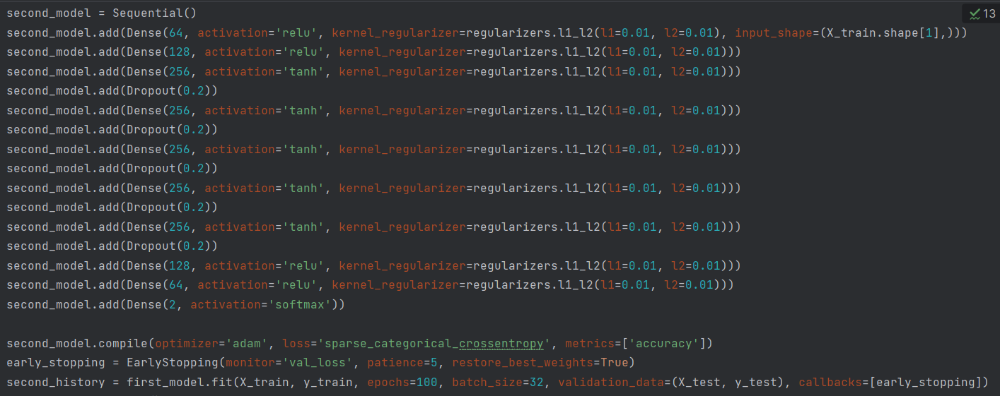 second_model = Sequential()
13
second_model.add(Dense(64, activation='relu', kernel_regularizer=regularizers.l1_l2(l1=0.01, l2=0.01), input_shape=(X_train.shape[1],)))
second_model.add(Dense(128, activation='relu', kernel_regularizer=regularizers.l1_l2(l1=0.01, l2=0.01)))
second_model.add(Dense(256, activation='tanh', kernel_regularizer=regularizers.l1_l2(l1=0.01, l2=0.01)))
second_model.add(Dropout(0.2))
second_model.add(Dense(256, activation='tanh', kernel_regularizer=regularizers.l1_l2(l1=0.01, l2=0.01)))
second_model.add(Dropout(0.2))
second_model.add(Dense(256, activation='tanh', kernel_regularizer=regularizers.l1_l2(l1=0.01, l2=0.01)))
second_model.add(Dropout(0.2))
second_model.add(Dense(256, activation='tanh', kernel_regularizer=regularizers.l1_l2(l1=0.01, l2=0.01)))
second_model.add(Dropout(0.2))
second_model.add(Dense(256, activation='tanh', kernel_regularizer=regularizers.l1_l2(l1=0.01, l2=0.01)))
second_model.add(Dropout(0.2))
second_model.add(Dense(128, activation='relu', kernel_regularizer=regularizers.l1_l2(l1=0.01, l2=0.01)))
second_model.add(Dense(64, activation='relu', kernel_regularizer=regularizers.l1_l2(l1=0.01, l2=0.01)))
second_model.add(Dense(2, activation='softmax'))
second_model.compile(optimizer='adam', loss='sparse_categorical_crossentropy', metrics=['accuracy'])
early_stopping = EarlyStopping(monitor='val_loss', patience=5, restore_best_weights=True)
second_history = first_model.fit(X_train, y_train, epochs=100, batch_size=32, validation_data=(X_test, y_test), callbacks=[early_stopping])